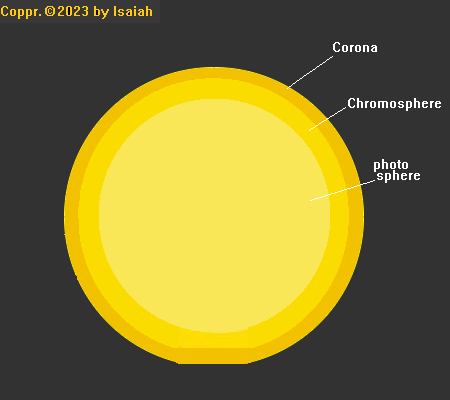 Coppr. ©2023 by Isaiah
Corona
Chromosphere
photo
sphere